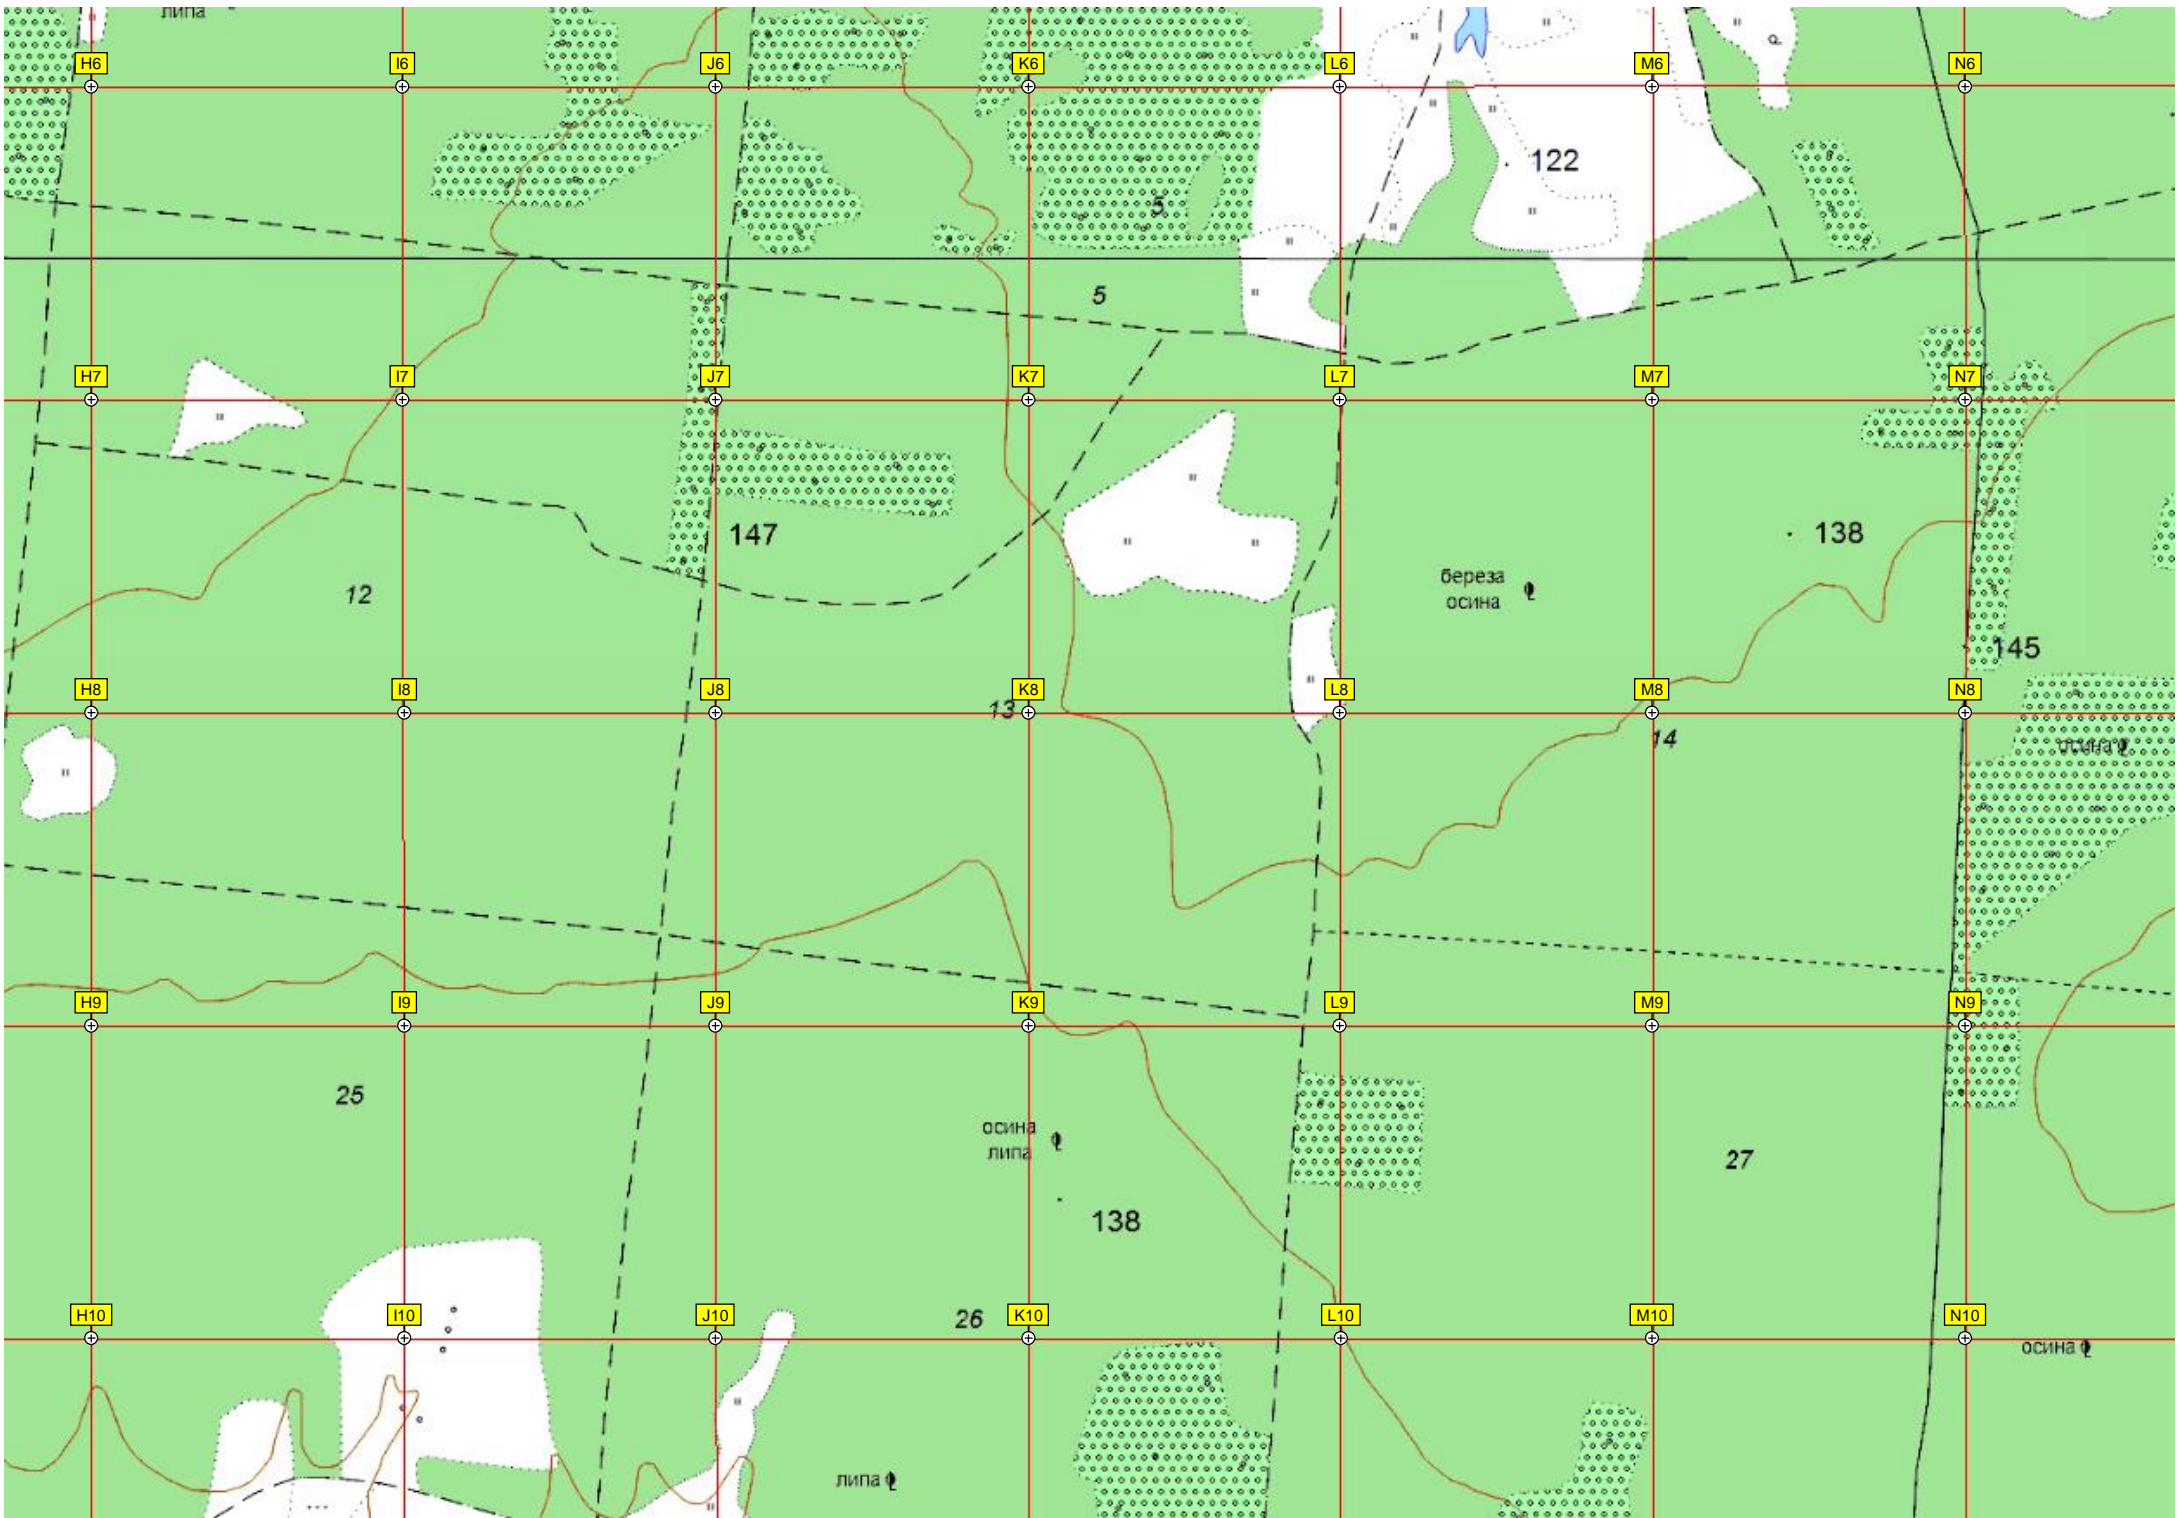 липа
H6 I6 J6 K6 L6 M6 N6
122
5
5
H7 I7 J7 K7 L7 M7 N7
147
138
береза
осина
12
145
H8 I8 J8 K8 L8 M8 N8
13
14
осина
H9 I9 J9 K9 L9 M9 N9
25
осина
липа
27
138
26
H10 I10 J10 K10 L10 M10 N10
осина
липа